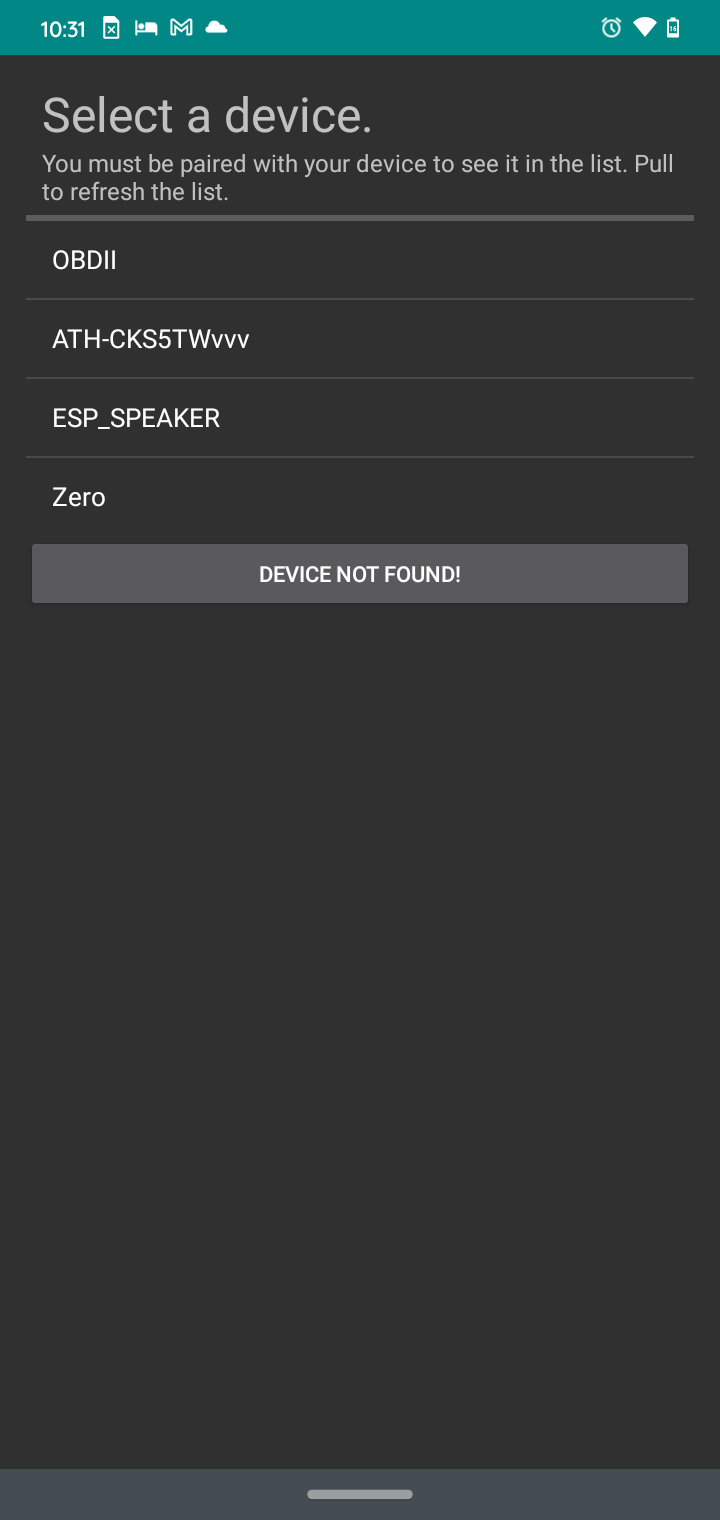 10:31
16
Select a device.
You must be paired with your device to see it in the list. Pull
to refresh the list.
OBDII
ATH-CKS5TWvvv
ESP_SPEAKER
Zero
DEVICE NOT FOUND!